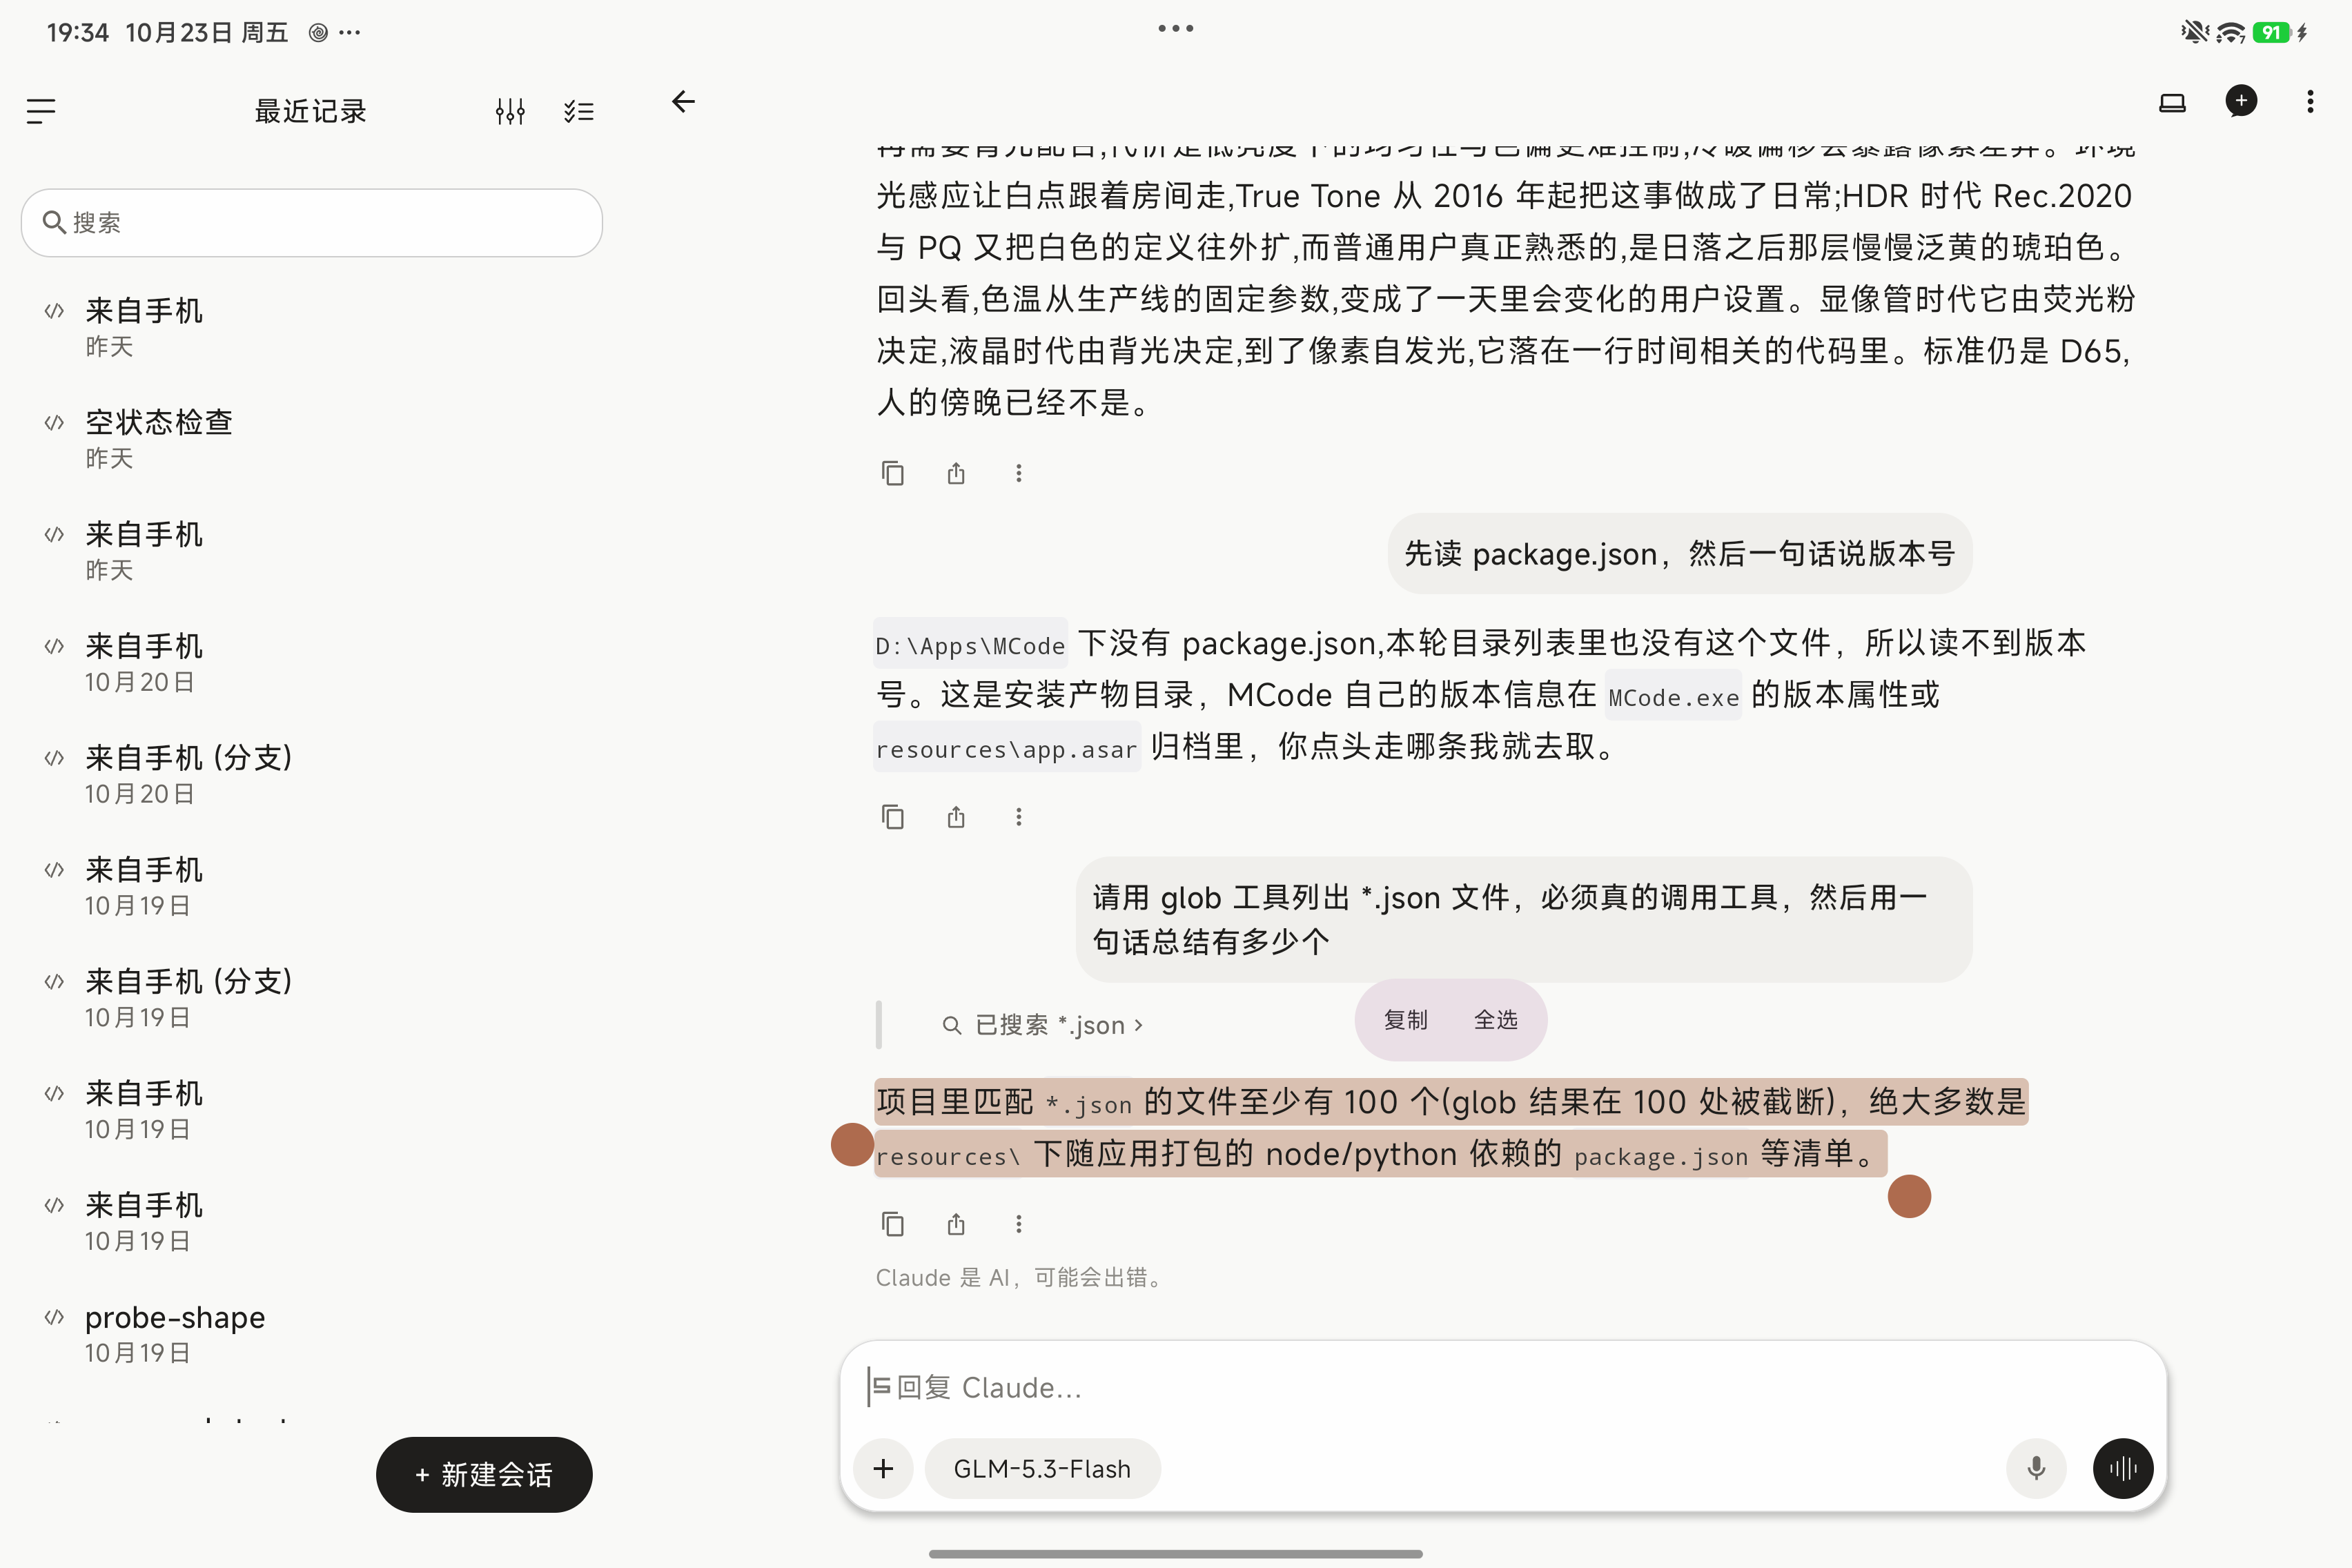 19:34 10月23日 周五
91
最近记录
搜索
来自手机
昨天
空状态检查
昨天
来自手机
昨天
来自手机
10月20日
来自手机 (分支)
10月20日
来自手机
10月19日
来自手机 (分支)
10月19日
来自手机
10月19日
来自手机
10月19日
probe-shape
10月19日
+ 新建会话
光感应让白点跟着房间走,True Tone 从 2016 年起把这事做成了日常;HDR 时代 Rec.2020
与 PQ 又把白色的定义往外扩,而普通用户真正熟悉的,是日落之后那层慢慢泛黄的琥珀色。
回头看,色温从生产线的固定参数,变成了一天里会变化的用户设置。显像管时代它由荧光粉
决定,液晶时代由背光决定,到了像素自发光,它落在一行时间相关的代码里。标准仍是 D65,
人的傍晚已经不是。
先读 package.json，然后一句话说版本号
D:\Apps\MCode 下没有 package.json,本轮目录列表里也没有这个文件，所以读不到版本
号。这是安装产物目录，MCode 自己的版本信息在 MCode.exe 的版本属性或
resources\app.asar 归档里，你点头走哪条我就去取。
请用 glob 工具列出 *.json 文件，必须真的调用工具，然后用一
句话总结有多少个
已搜索 *.json
复制 全选
项目里匹配 *.json 的文件至少有 100 个(glob 结果在 100 处被截断)，绝大多数是
resources\ 下随应用打包的 node/python 依赖的 package.json 等清单。
Claude 是 AI，可能会出错。
回复 Claude...
GLM-5.3-Flash